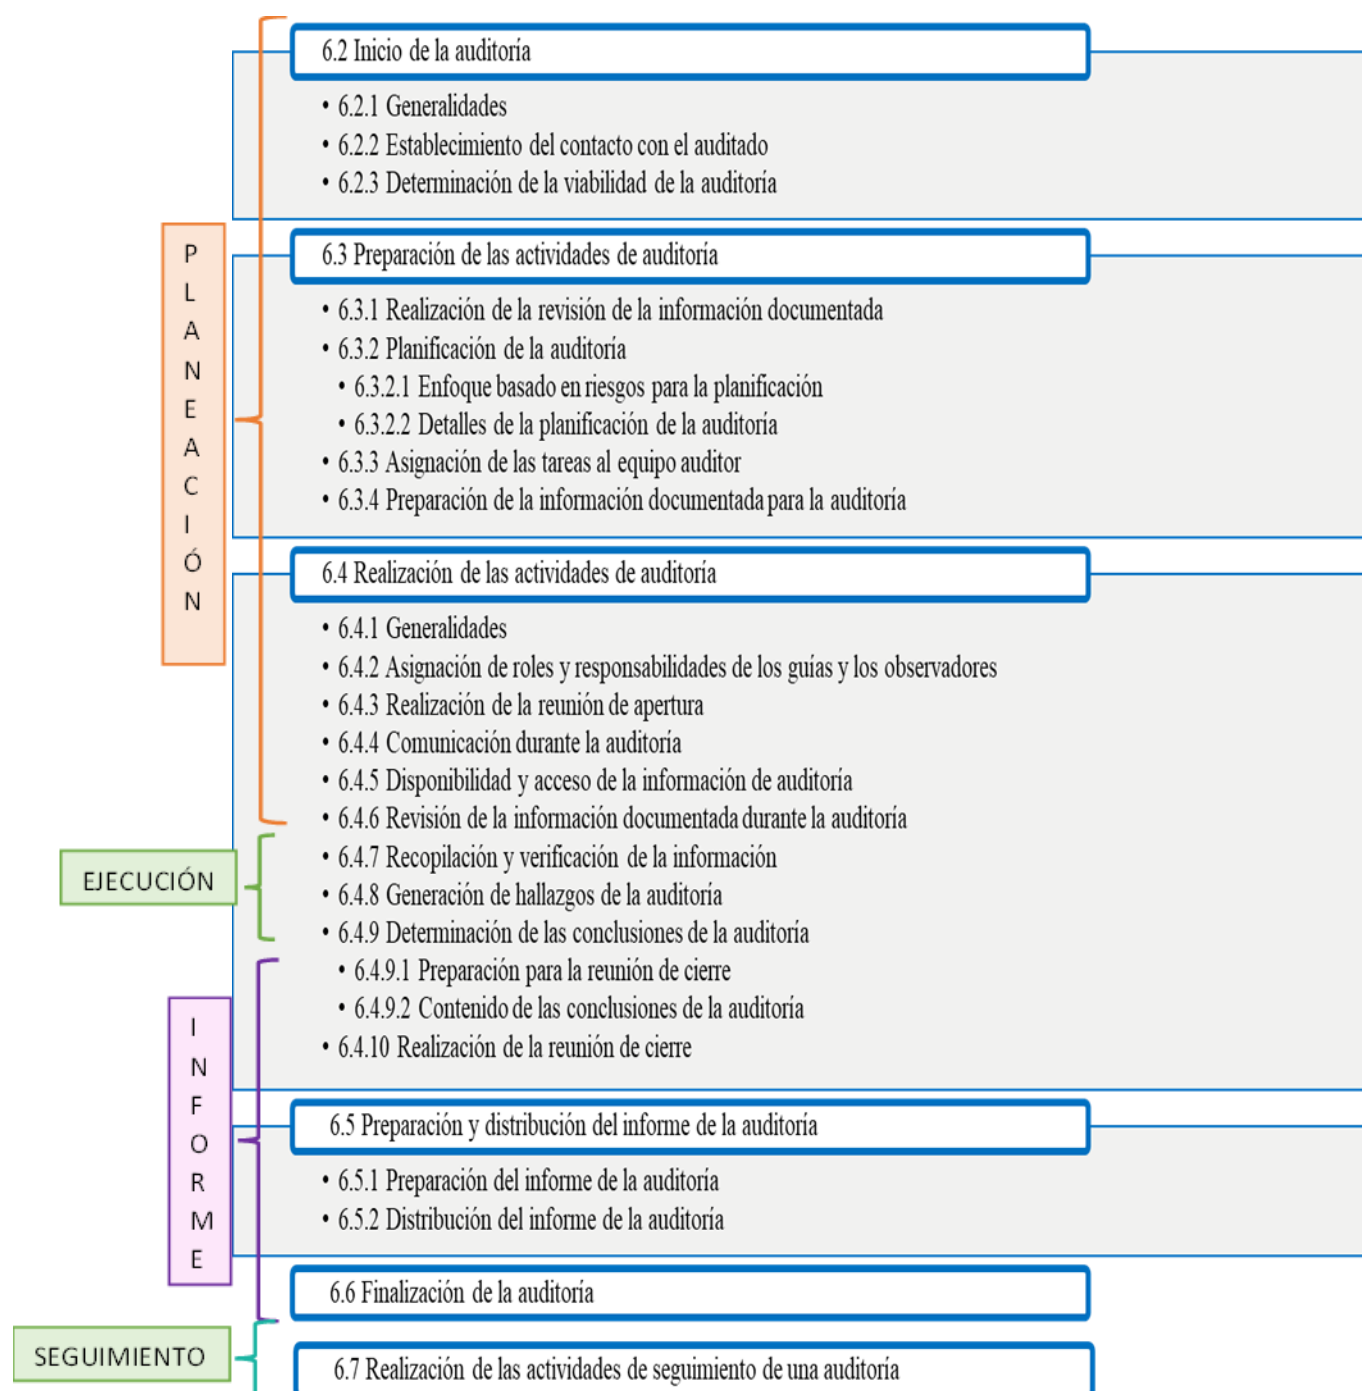 6.2 Inicio de la auditoría
• 6.2.1 Generalidades
• 6.2.2 Establecimiento del contacto con el auditado
• 6.2.3 Determinación de la viabilidad de la auditoría
PLANEACIÓN
6.3 Preparación de las actividades de auditoría
• 6.3.1 Realización de la revisión de la información documentada
• 6.3.2 Planificación de la auditoría
• 6.3.2.1 Enfoque basado en riesgos para la planificación
• 6.3.2.2 Detalles de la planificación de la auditoría
• 6.3.3 Asignación de las tareas al equipo auditor
• 6.3.4 Preparación de la información documentada para la auditoría
6.4 Realización de las actividades de auditoría
• 6.4.1 Generalidades
• 6.4.2 Asignación de roles y responsabilidades de los guías y los observadores
• 6.4.3 Realización de la reunión de apertura
• 6.4.4 Comunicación durante la auditoría
• 6.4.5 Disponibilidad y acceso de la información de auditoría
• 6.4.6 Revisión de la información documentada durante la auditoría
EJECUCIÓN
• 6.4.7 Recopilación y verificación de la información
• 6.4.8 Generación de hallazgos de la auditoría
• 6.4.9 Determinación de las conclusiones de la auditoría
INFORME
• 6.4.9.1 Preparación para la reunión de cierre
• 6.4.9.2 Contenido de las conclusiones de la auditoría
• 6.4.10 Realización de la reunión de cierre
6.5 Preparación y distribución del informe de la auditoría
• 6.5.1 Preparación del informe de la auditoría
• 6.5.2 Distribución del informe de la auditoría
6.6 Finalización de la auditoría
SEGUIMIENTO
6.7 Realización de las actividades de seguimiento de una auditoría